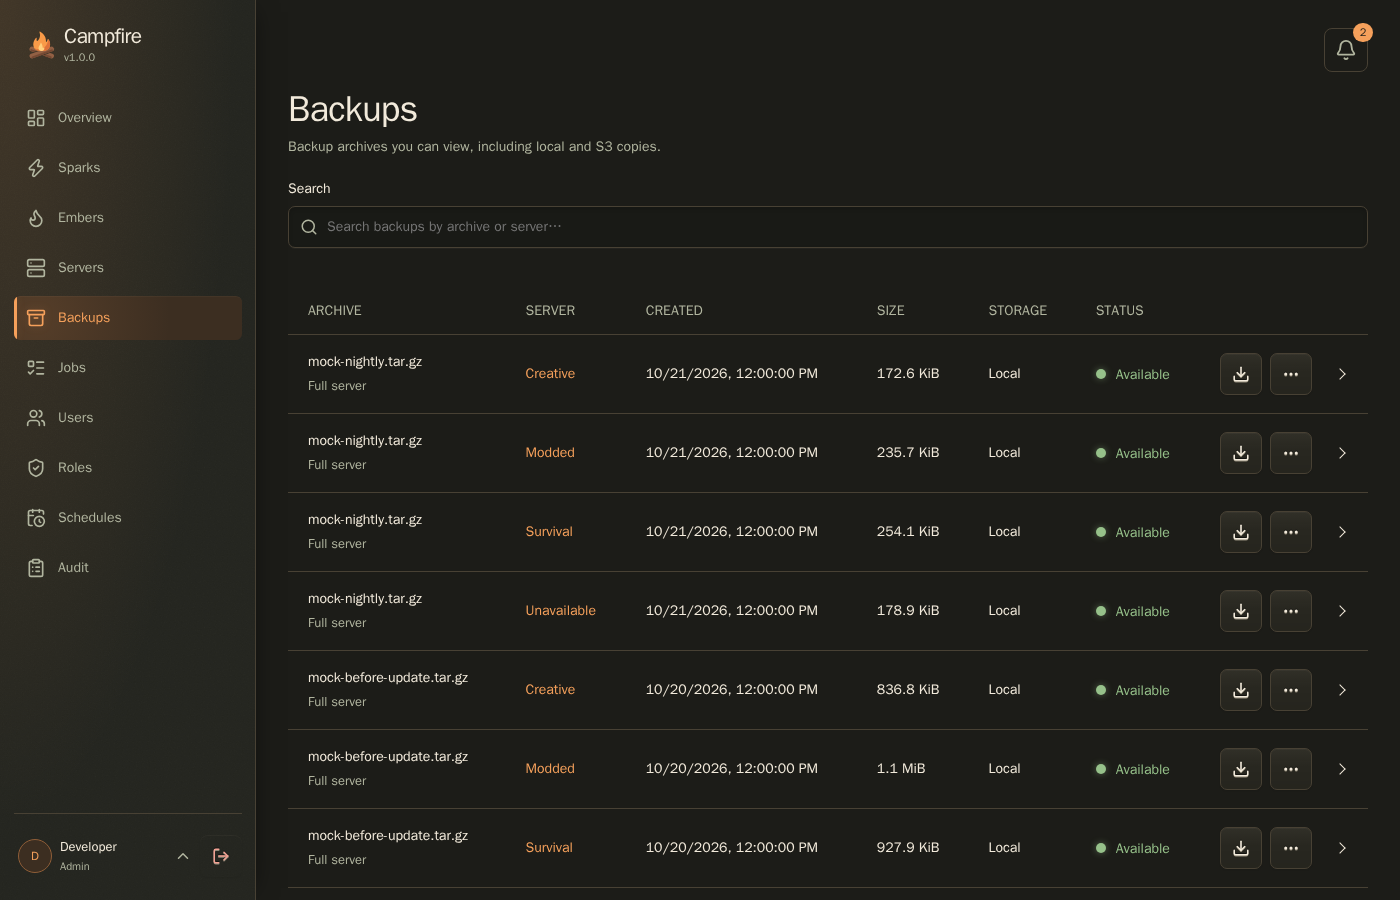 Campfire
v1.0.0
Overview
Sparks
Embers
Servers
Backups
Jobs
Users
Roles
Schedules
Audit
D
Developer
Admin
2
Backups
Backup archives you can view, including local and S3 copies.
Search
Search backups by archive or server…
ARCHIVE SERVER CREATED SIZE STORAGE STATUS
mock-nightly.tar.gz
Full server
Creative 10/21/2026, 12:00:00 PM 172.6 KiB Local Available
mock-nightly.tar.gz
Full server
Modded 10/21/2026, 12:00:00 PM 235.7 KiB Local Available
mock-nightly.tar.gz
Full server
Survival 10/21/2026, 12:00:00 PM 254.1 KiB Local Available
mock-nightly.tar.gz
Full server
Unavailable 10/21/2026, 12:00:00 PM 178.9 KiB Local Available
mock-before-update.tar.gz
Full server
Creative 10/20/2026, 12:00:00 PM 836.8 KiB Local Available
mock-before-update.tar.gz
Full server
Modded 10/20/2026, 12:00:00 PM 1.1 MiB Local Available
mock-before-update.tar.gz
Full server
Survival 10/20/2026, 12:00:00 PM 927.9 KiB Local Available